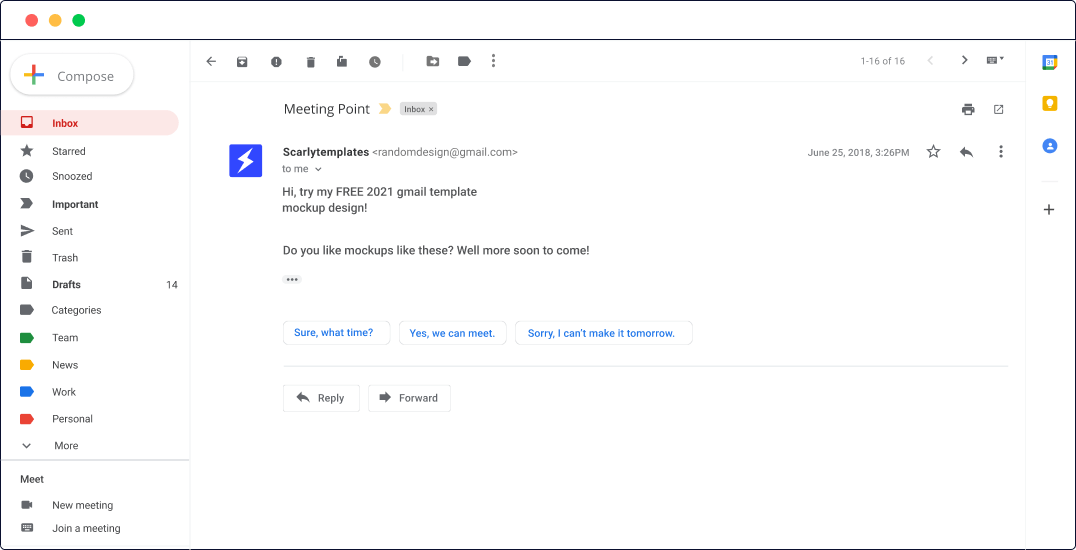 Compose
Inbox
Starred
Snoozed
Important
Sent
Trash
Drafts 14
Categories
Team
News
Work
Personal
More
Meet
New meeting
Join a meeting
1-16 of 16
Meeting Point Inbox ×
Scarlytemplates <randomdesign@gmail.com> June 25, 2018, 3:26PM
to me
Hi, try my FREE 2021 gmail template
mockup design!
Do you like mockups like these? Well more soon to come!
Sure, what time? Yes, we can meet. Sorry, I can't make it tomorrow.
Reply Forward
31